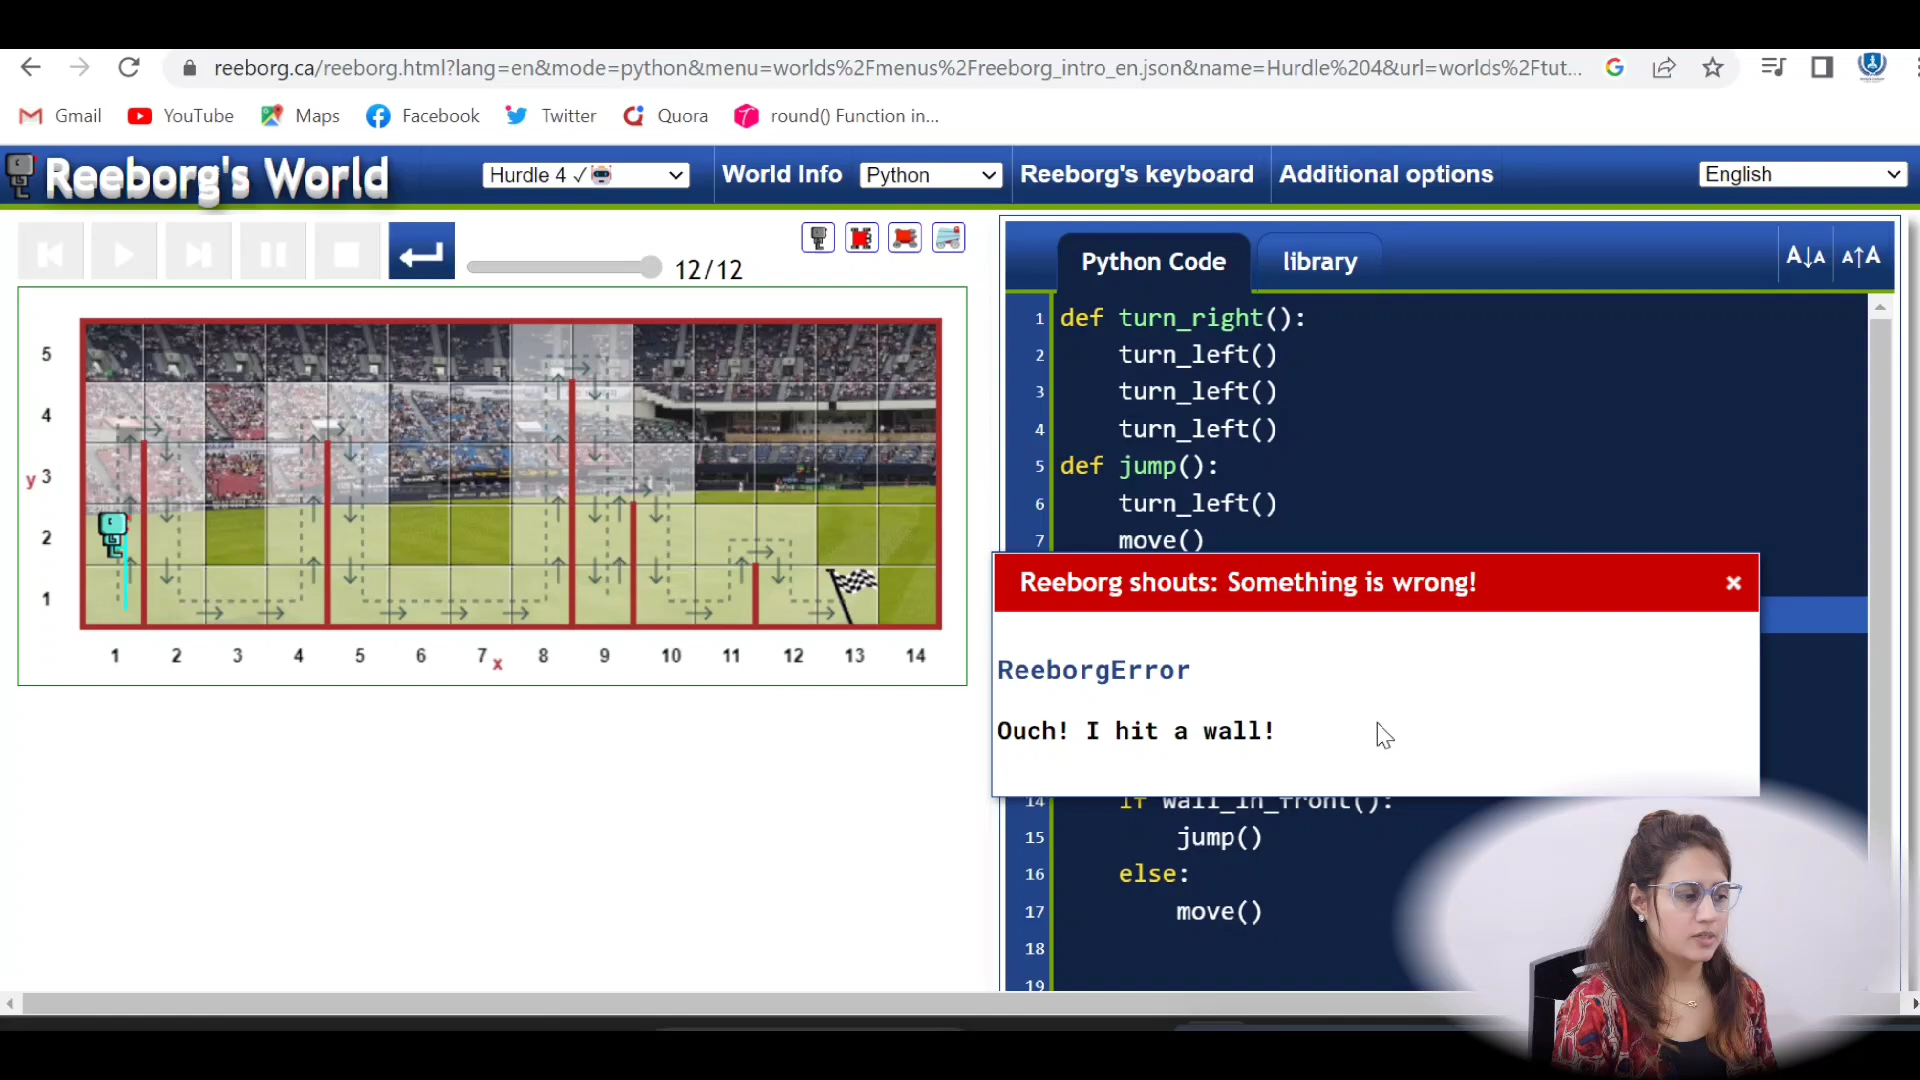 reeborg.ca/reeborg.html?lang=en&mode=python&menu=worlds%2Fmenus%2Freeborg_intro_en.json&name=Hurdle%204&url=worlds%2Ftut...
Gmail YouTube Maps Facebook Twitter Quora round() Function in...
Reeborg's World Hurdle 4 ✓ World Info Python Reeborg's keyboard Additional options English
12/12
Python Code library A↓A A↑A
5
4
y 3
2
1
1 2 3 4 5 6 7 x 8 9 10 11 12 13 14
1 def turn_right():
2 turn_left()
3 turn_left()
4 turn_left()
5 def jump():
6 turn_left()
7 move()
Reeborg shouts: Something is wrong! ×
ReeborgError
Ouch! I hit a wall!
14 if wall_in_front():
15 jump()
16 else:
17 move()
18
19